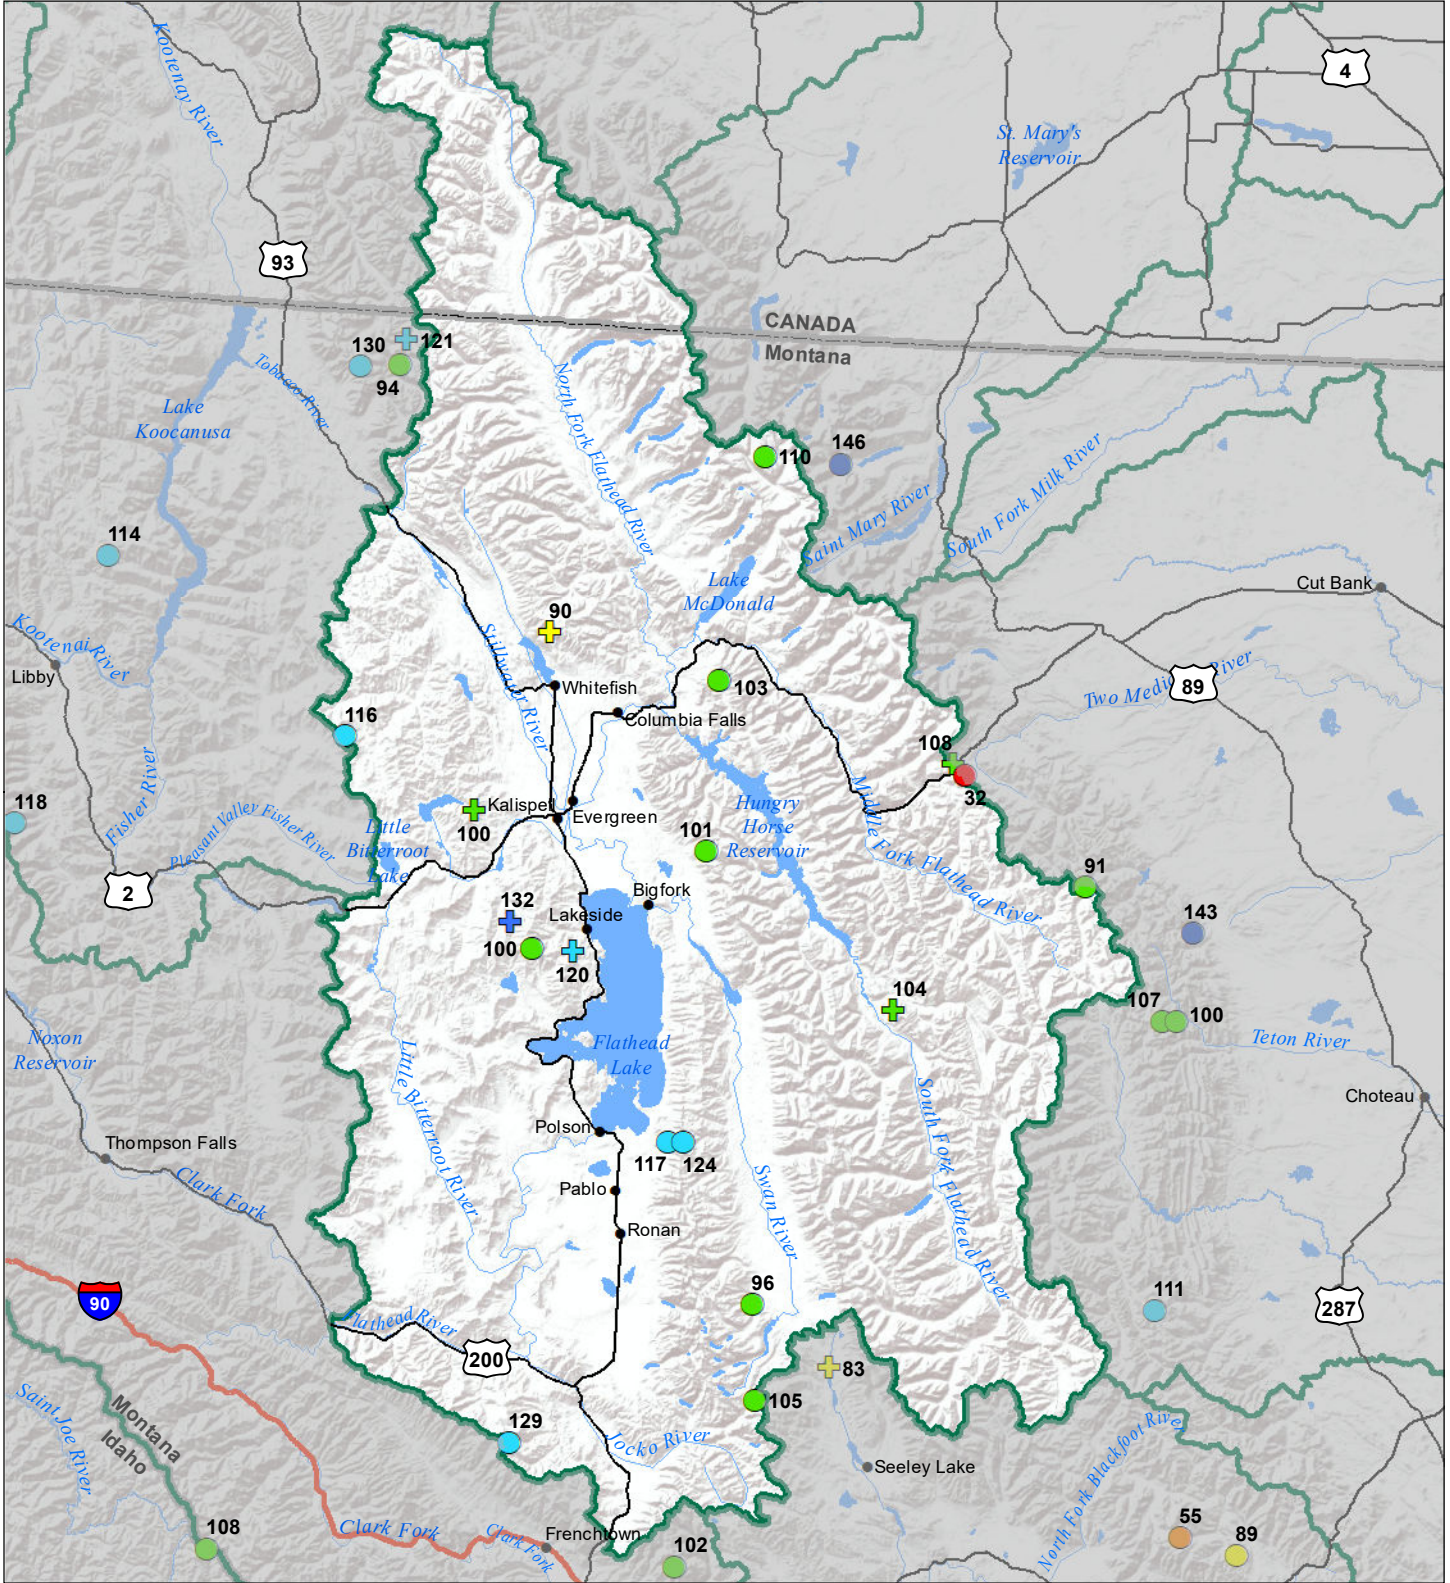 Kootenay River
4
St. Mary's
Reservoir
93
CANADA
Montana
121
130
94
Tobacco River
Lake
Koocanusa
North Fork Flathead River
110
146
South Fork Milk River
Saint Mary River
114
Lake
McDonald
Cut Bank
90
Kootenai River
Libby
Stillwater River
Whitefish
103
Two Medi
River
89
Columbia Falls
116
108
32
118
Fisher River
Pleasant Valley Fisher River
Kalispell
100
Evergreen
Little
Bitterroot
Lake
Hungry
Horse
Reservoir
101
Middle Fork Flathead River
2
91
Bigfork
132
Lakeside
143
100
120
104
107
100
Noxon
Reservoir
Flathead
Lake
Teton River
Little Bitterroot River
South Fork Flathead River
Choteau
Polson
Thompson Falls
117
124
Clark Fork
Pablo
Swan River
Ronan
96
111
90
287
Flathead River
200
83
105
Saint Joe River
Montana
Idaho
129
Jocko River
North Fork Blackfoot River
Seeley Lake
108
Clark Fork
Clark Fork
Frenchtown
102
55
89